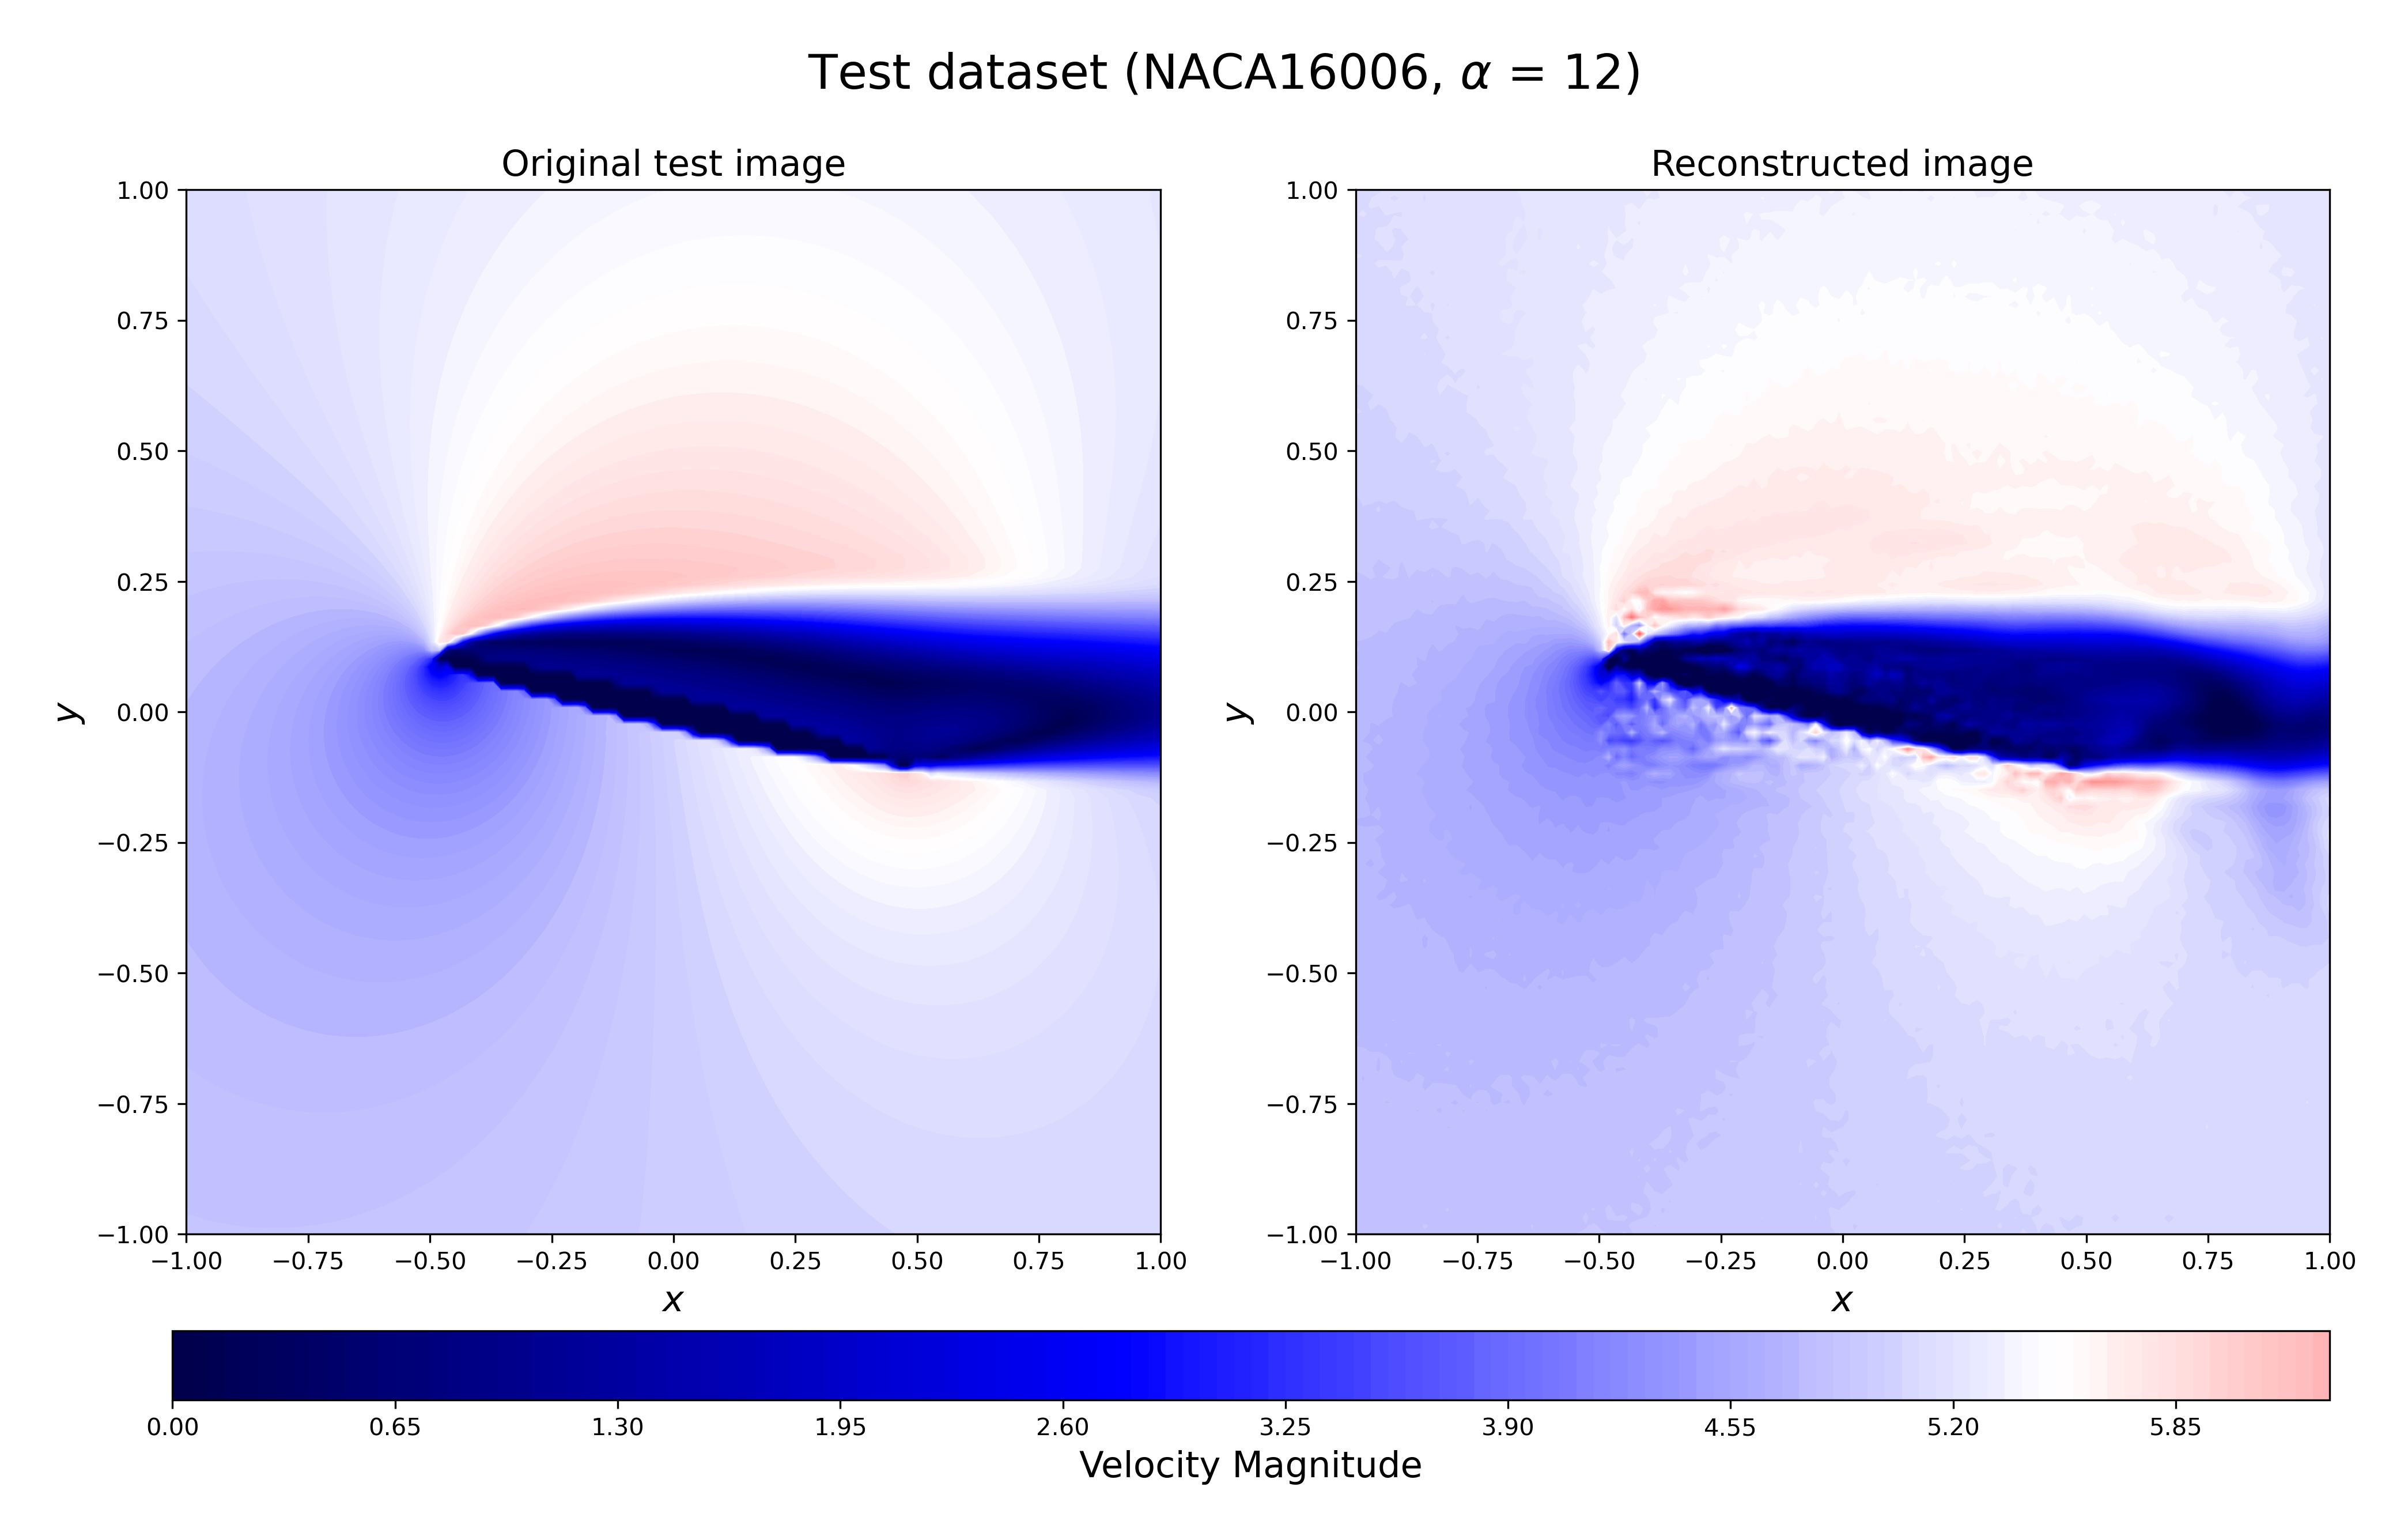 Test dataset (NACA16006, α = 12)
Original test image
Reconstructed image
1.00
0.75
0.50
0.25
0.00
−0.25
−0.50
−0.75
−1.00
y
−1.00 −0.75 −0.50 −0.25 0.00 0.25 0.50 0.75 1.00
x
1.00
0.75
0.50
0.25
0.00
−0.25
−0.50
−0.75
−1.00
y
−1.00 −0.75 −0.50 −0.25 0.00 0.25 0.50 0.75 1.00
x
0.00 0.65 1.30 1.95 2.60 3.25 3.90 4.55 5.20 5.85
Velocity Magnitude